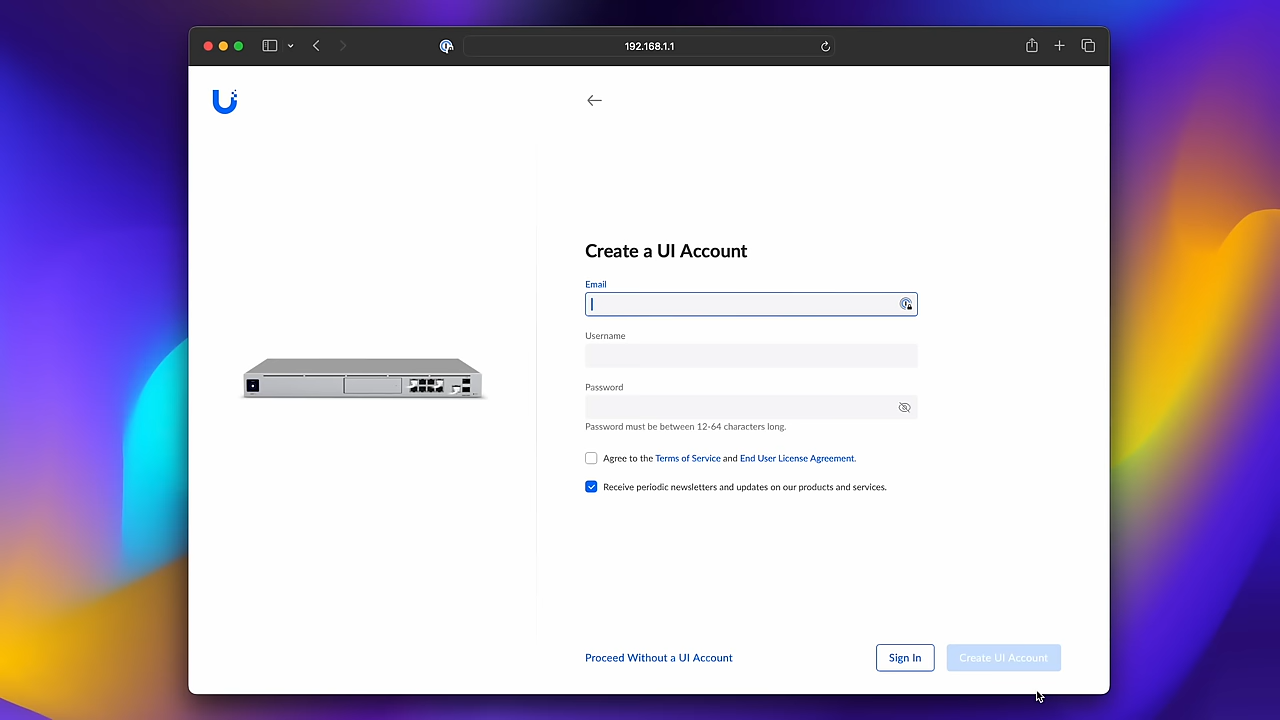 192.168.1.1
Create a UI Account
Email
Username
Password
Password must be between 12-64 characters long.
Agree to the Terms of Service and End User License Agreement.
Receive periodic newsletters and updates on our products and services.
Proceed Without a UI Account
Sign In
Create UI Account